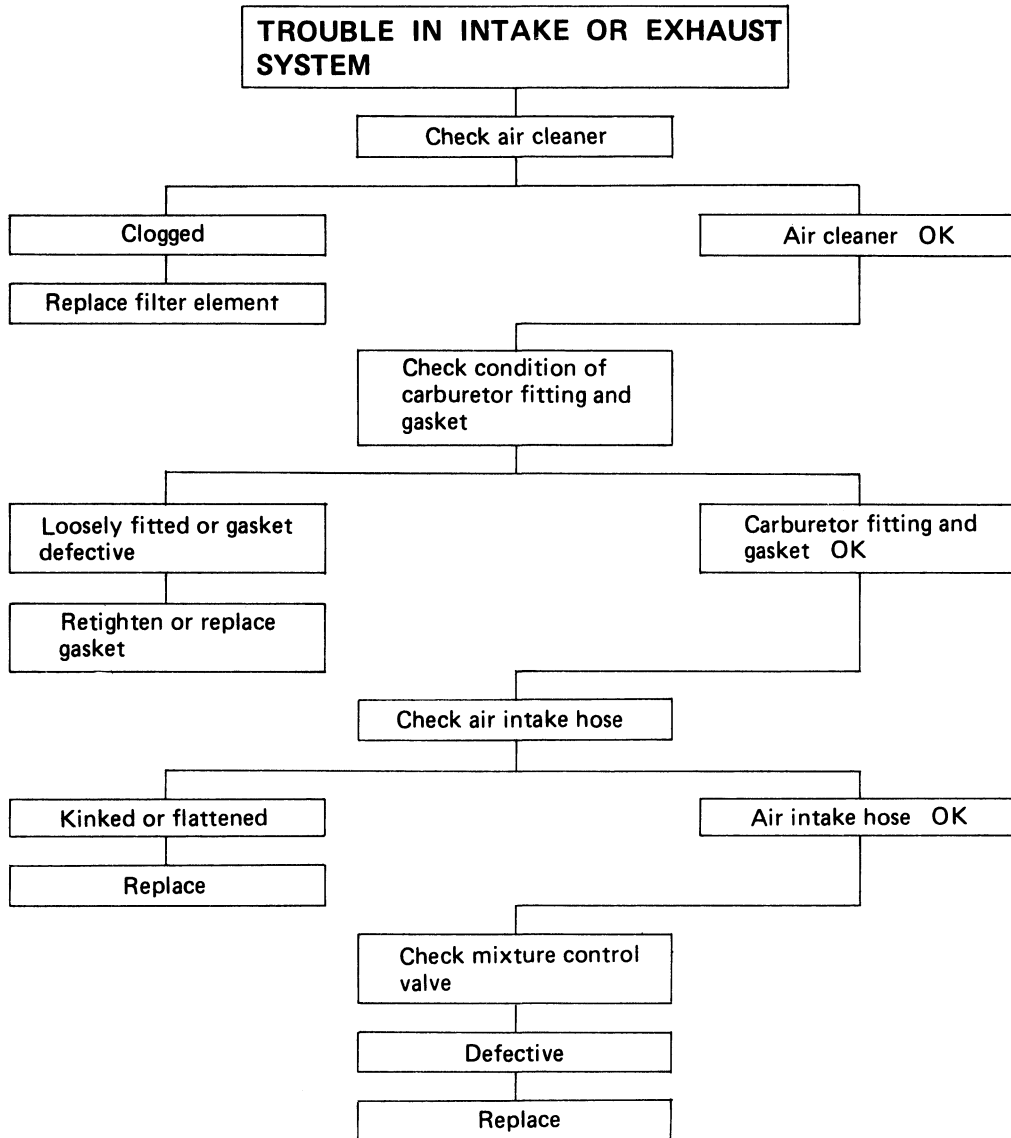 TROUBLE IN INTAKE OR EXHAUST
SYSTEM
Check air cleaner
Clogged
Air cleaner OK
Replace filter element
Check condition of
carburetor fitting and
gasket
Loosely fitted or gasket
defective
Carburetor fitting and
gasket OK
Retighten or replace
gasket
Check air intake hose
Kinked or flattened
Air intake hose OK
Replace
Check mixture control
valve
Defective
Replace